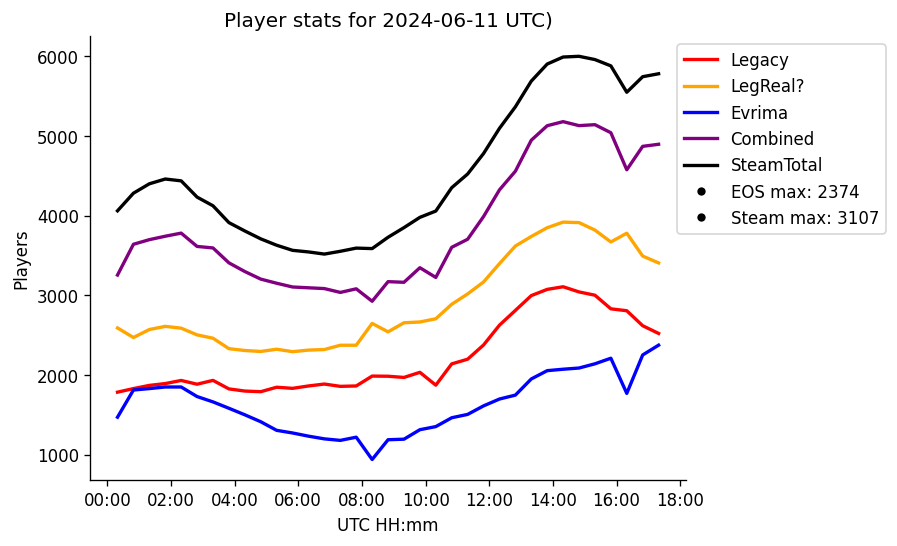 Player stats for 2024-06-11 UTC)
6000
5000
4000
3000
2000
1000
Players
00:00 02:00 04:00 06:00 08:00 10:00 12:00 14:00 16:00 18:00
UTC HH:mm
Legacy
LegReal?
Evrima
Combined
SteamTotal
EOS max: 2374
Steam max: 3107